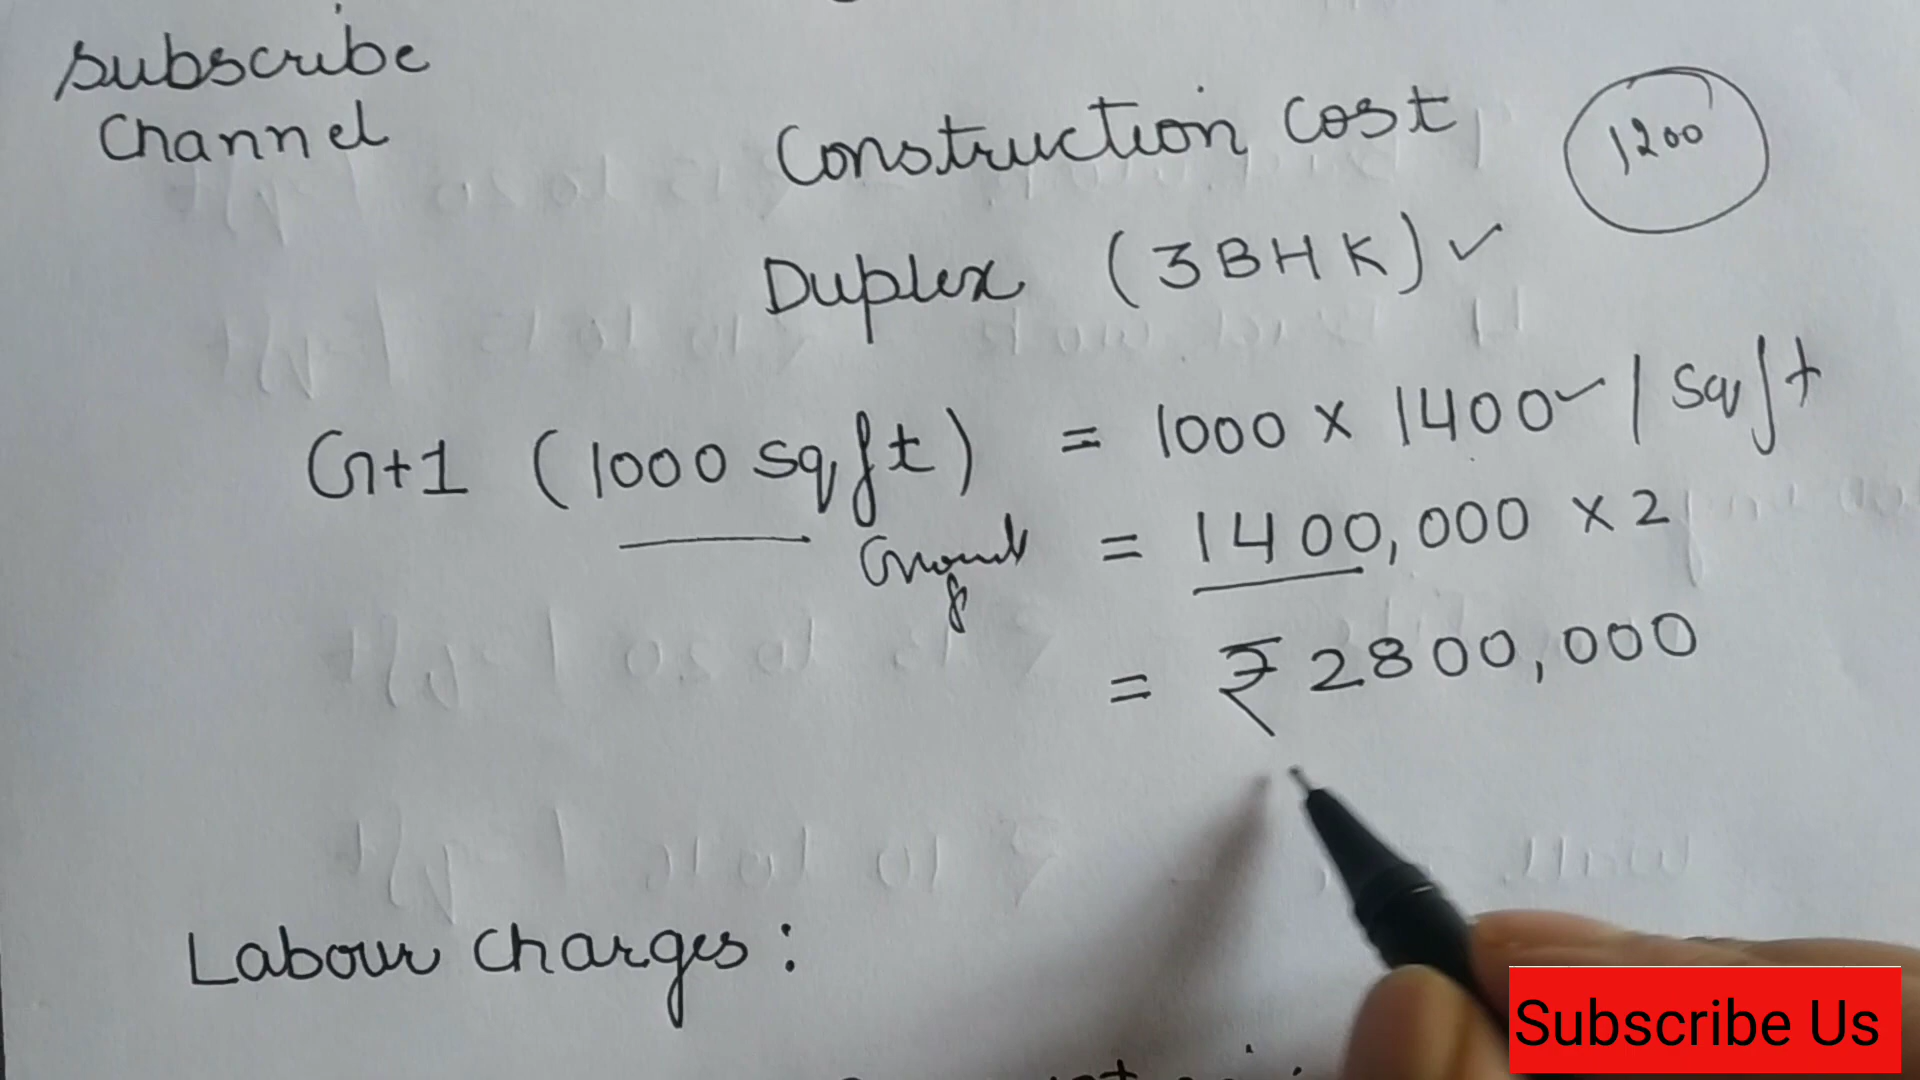 Subscribe
Channel
Construction cost
1200
Duplex (3BHK) ✓
G+1 (1000 sqft) = 1000 x 1400 / sqft
Ground = 1400,000 x 2
= ₹ 2800,000
Labour charges:
Subscribe Us